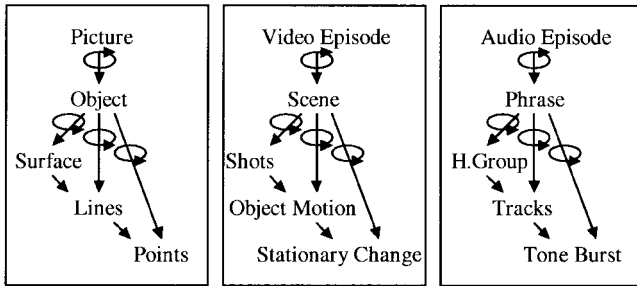 Picture
Object
Surface
Lines
Points
Video Episode
Scene
Shots
Object Motion
Stationary Change
Audio Episode
Phrase
H.Group
Tracks
Tone Burst